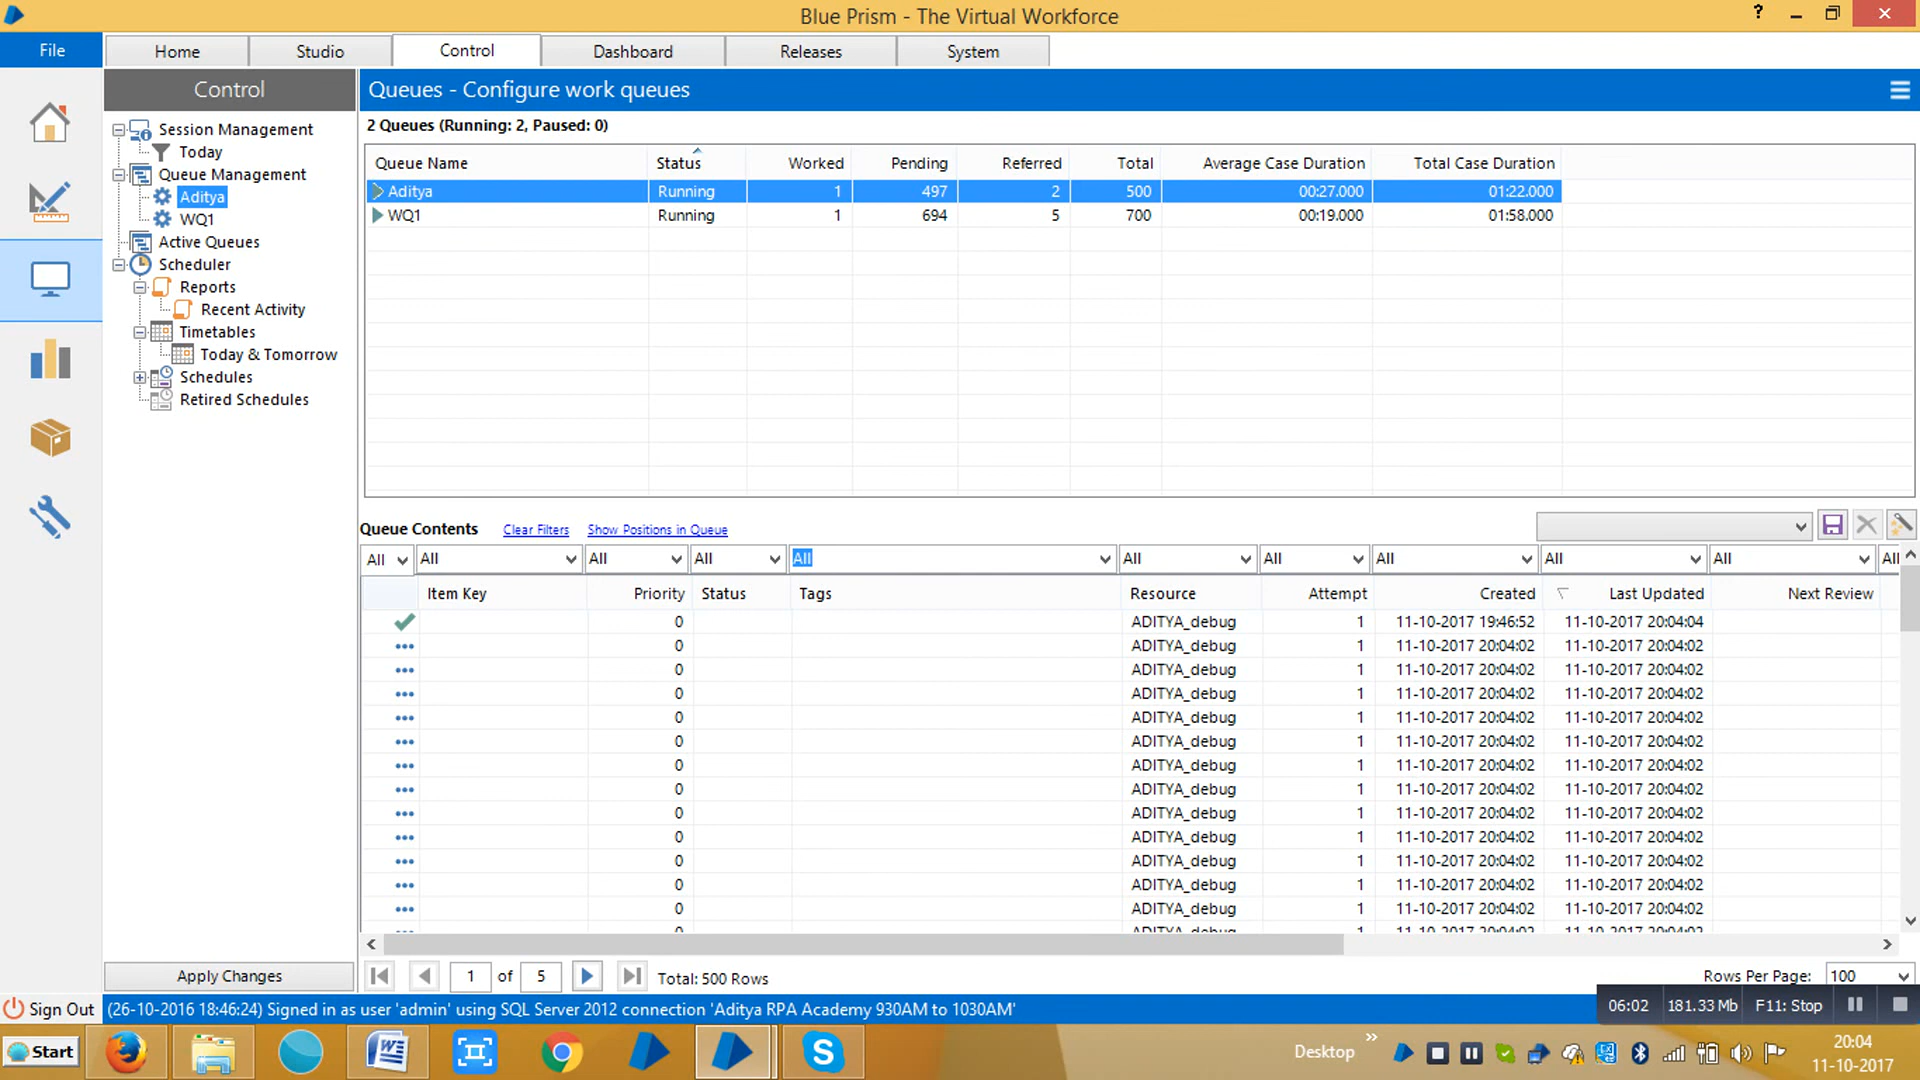 Blue Prism - The Virtual Workforce
?
File Home Studio Control Dashboard Releases System
Control
Queues - Configure work queues
Session Management
Today
Queue Management
Aditya
WQ1
Active Queues
Scheduler
Reports
Recent Activity
Timetables
Today & Tomorrow
Schedules
Retired Schedules
2 Queues (Running: 2, Paused: 0)
Queue Name Status Worked Pending Referred Total Average Case Duration Total Case Duration
Aditya Running 1 497 2 500 00:27.000 01:22.000
WQ1 Running 1 694 5 700 00:19.000 01:58.000
Queue Contents Clear Filters Show Positions in Queue
All All All All All All All All All All All
Item Key Priority Status Tags Resource Attempt Created Last Updated Next Review
0 ADITYA_debug 1 11-10-2017 19:46:52 11-10-2017 20:04:04
0 ADITYA_debug 1 11-10-2017 20:04:02 11-10-2017 20:04:02
0 ADITYA_debug 1 11-10-2017 20:04:02 11-10-2017 20:04:02
0 ADITYA_debug 1 11-10-2017 20:04:02 11-10-2017 20:04:02
0 ADITYA_debug 1 11-10-2017 20:04:02 11-10-2017 20:04:02
0 ADITYA_debug 1 11-10-2017 20:04:02 11-10-2017 20:04:02
0 ADITYA_debug 1 11-10-2017 20:04:02 11-10-2017 20:04:02
0 ADITYA_debug 1 11-10-2017 20:04:02 11-10-2017 20:04:02
0 ADITYA_debug 1 11-10-2017 20:04:02 11-10-2017 20:04:02
0 ADITYA_debug 1 11-10-2017 20:04:02 11-10-2017 20:04:02
0 ADITYA_debug 1 11-10-2017 20:04:02 11-10-2017 20:04:02
0 ADITYA_debug 1 11-10-2017 20:04:02 11-10-2017 20:04:02
0 ADITYA_debug 1 11-10-2017 20:04:02 11-10-2017 20:04:02
Apply Changes
1 of 5 Total: 500 Rows Rows Per Page: 100
Sign Out (26-10-2016 18:46:24) Signed in as user 'admin' using SQL Server 2012 connection 'Aditya RPA Academy 930AM to 1030AM'
06:02 181.33 Mb F11: Stop
Start Desktop » 20:04
11-10-2017